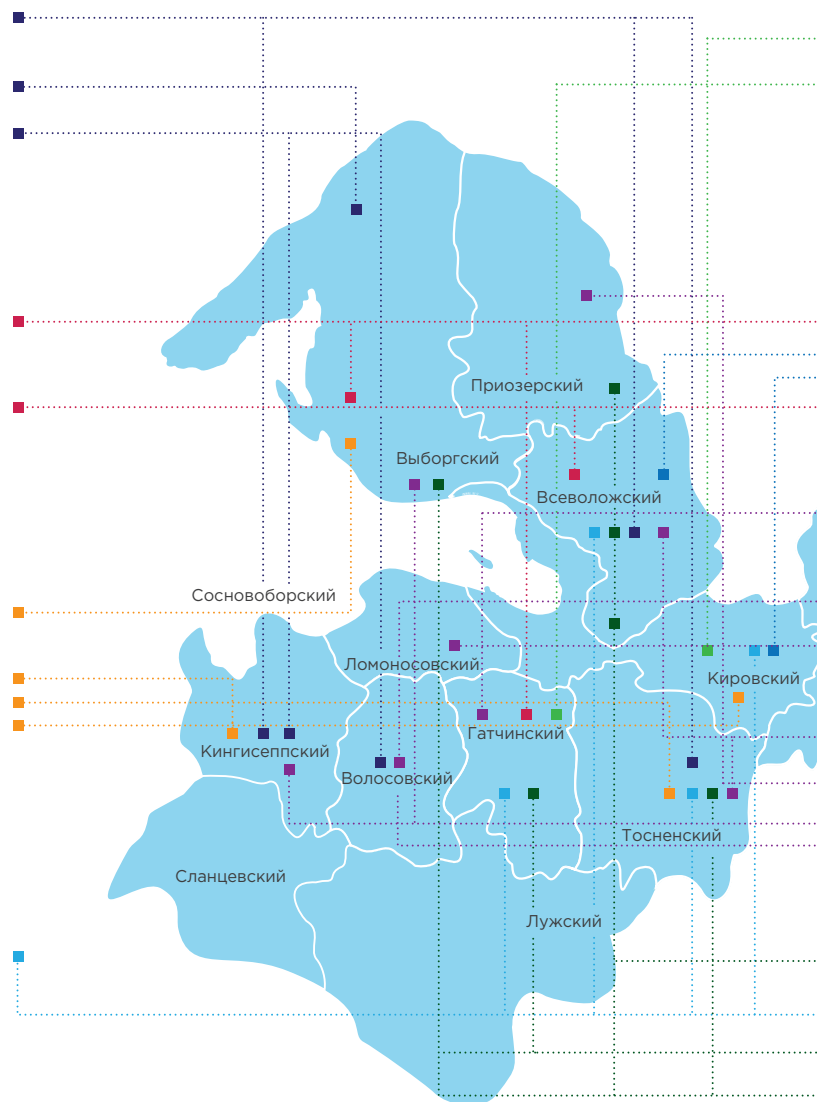 Приозерский
Выборгский
Всеволожский
Сосновоборский
Ломоносовский
Кировский
Гатчинский
Кингисеппский
Волосовский
Тосненский
Сланцевский
Лужский